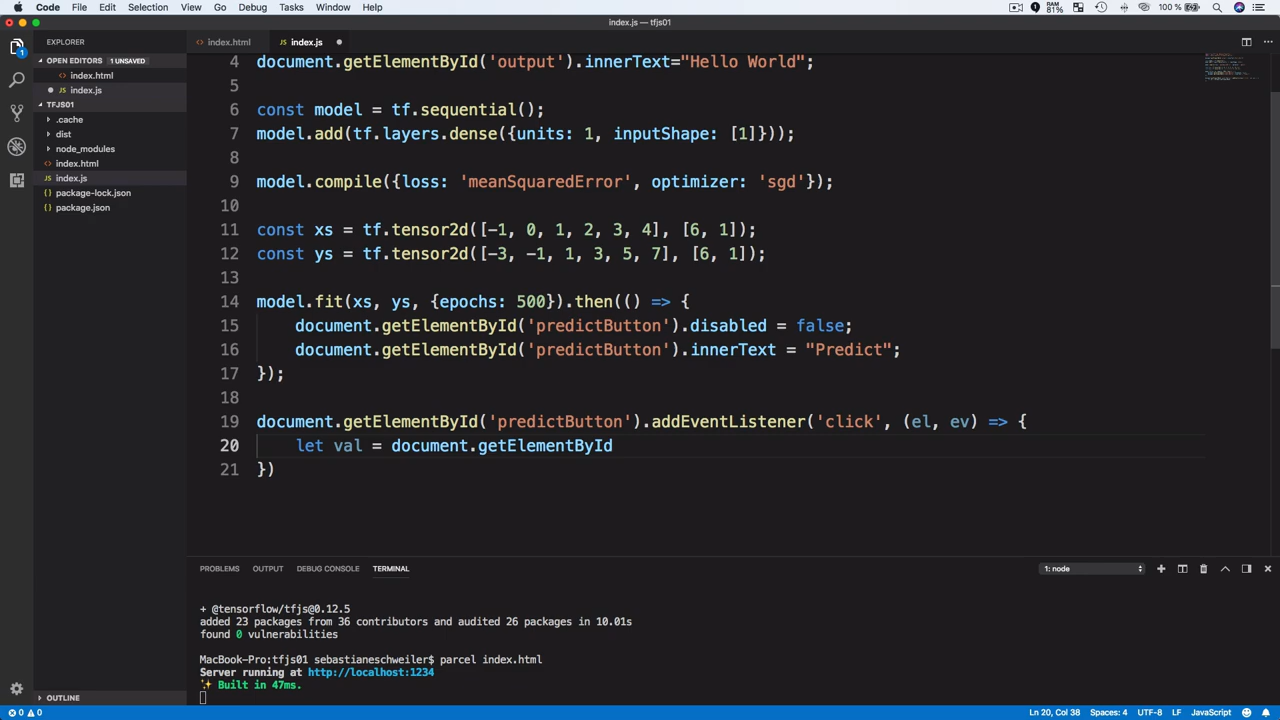 Code File Edit Selection View Go Debug Tasks Window Help RAM 81% 100 %
index.js — tfjs01
EXPLORER
index.html index.js
OPEN EDITORS 1 UNSAVED
index.html
index.js
TFJS01
.cache
dist
node_modules
index.html
index.js
package-lock.json
package.json
OUTLINE
4 document.getElementById('output').innerText="Hello World";
5
6 const model = tf.sequential();
7 model.add(tf.layers.dense({units: 1, inputShape: [1]}));
8
9 model.compile({loss: 'meanSquaredError', optimizer: 'sgd'});
10
11 const xs = tf.tensor2d([-1, 0, 1, 2, 3, 4], [6, 1]);
12 const ys = tf.tensor2d([-3, -1, 1, 3, 5, 7], [6, 1]);
13
14 model.fit(xs, ys, {epochs: 500}).then(() => {
15 document.getElementById('predictButton').disabled = false;
16 document.getElementById('predictButton').innerText = "Predict";
17 });
18
19 document.getElementById('predictButton').addEventListener('click', (el, ev) => {
20 let val = document.getElementById
21 })
PROBLEMS OUTPUT DEBUG CONSOLE TERMINAL 1: node
+ @tensorflow/tfjs@0.12.5
added 23 packages from 36 contributors and audited 26 packages in 10.01s
found 0 vulnerabilities
MacBook-Pro:tfjs01 sebastianeschweiler$ parcel index.html
Server running at http://localhost:1234
✨ Built in 47ms.
0 0 Ln 20, Col 38 Spaces: 4 UTF-8 LF JavaScript